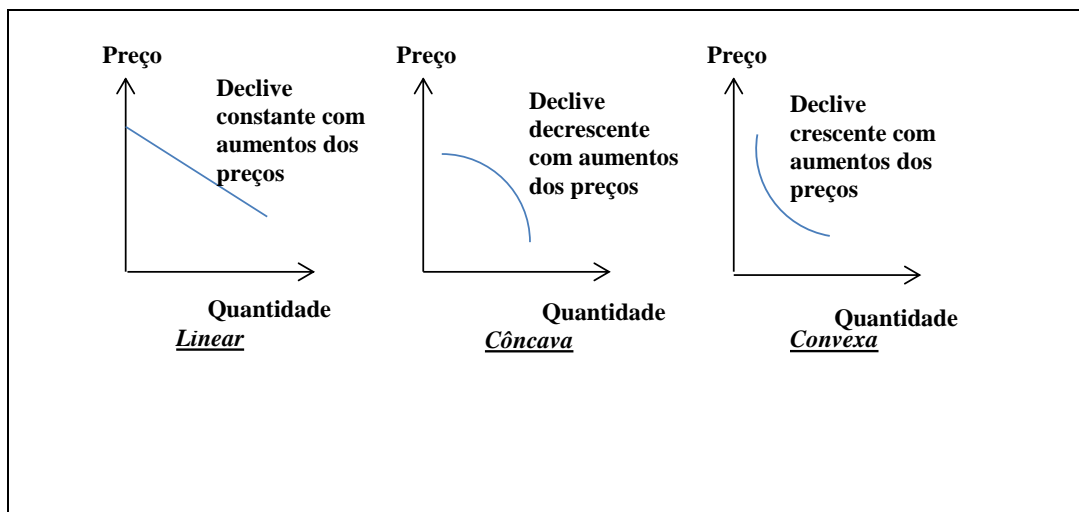 Preço
Declive
constante com
aumentos dos
preços
Quantidade
Linear
Preço
Declive
decrescente
com aumentos
dos preços
Quantidade
Côncava
Preço
Declive
crescente com
aumentos dos
preços
Quantidade
Convexa